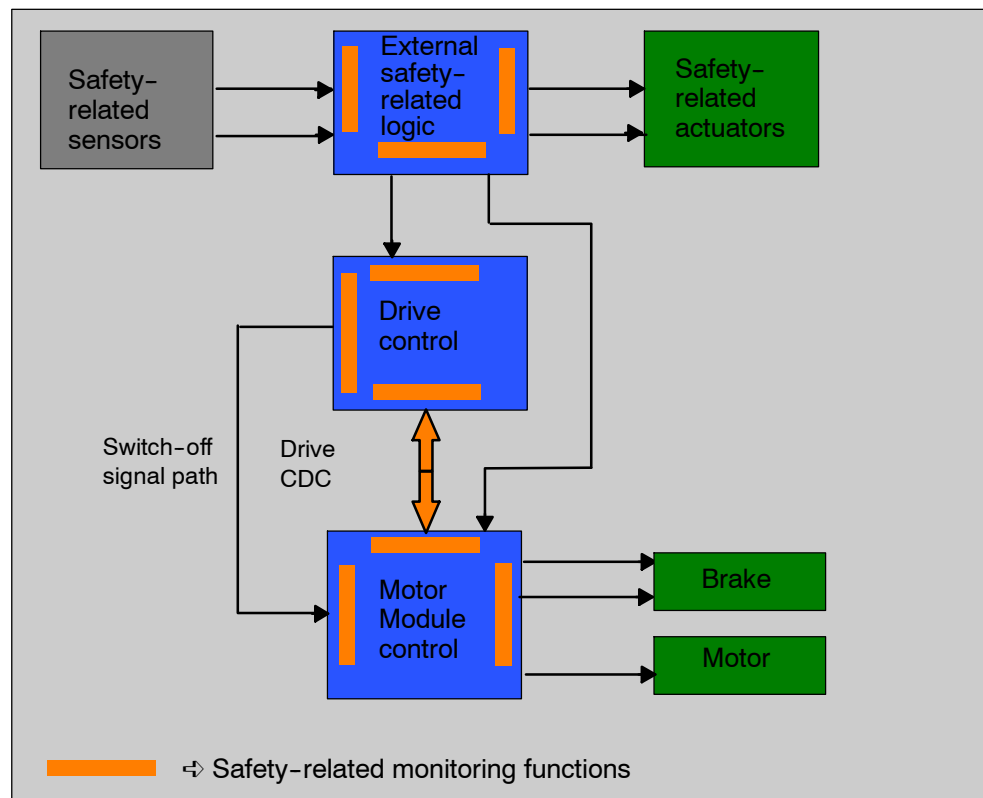 Safety-
related
sensors
External
safety-
related
logic
Safety-
related
actuators
Drive
control
Switch-off
signal path
Drive
CDC
Motor
Module
control
Brake
Motor
➪ Safety-related monitoring functions